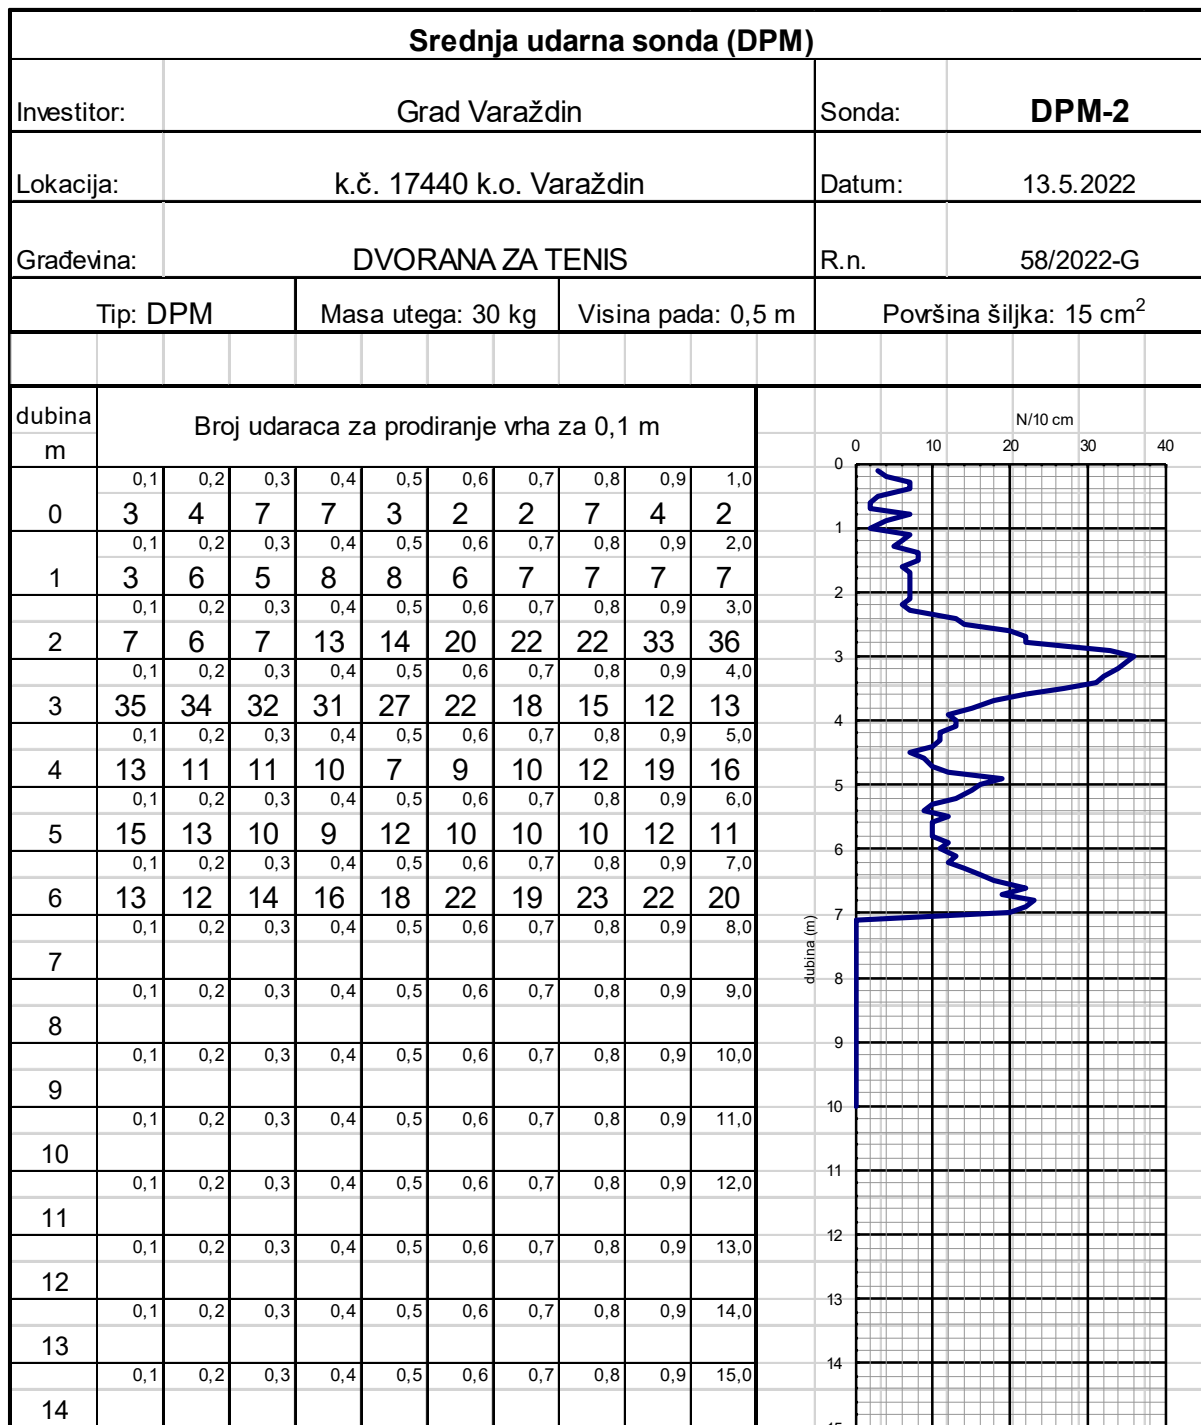 Srednja udarna sonda (DPM)
Investitor: Grad Varaždin Sonda: DPM-2
Lokacija: k.č. 17440 k.o. Varaždin Datum: 13.5.2022
Građevina: DVORANA ZA TENIS R.n. 58/2022-G
Tip: DPM Masa utega: 30 kg Visina pada: 0,5 m Površina šiljka: 15 cm²
dubina
m
Broj udaraca za prodiranje vrha za 0,1 m
0,1 0,2 0,3 0,4 0,5 0,6 0,7 0,8 0,9 1,0
0 3 4 7 7 3 2 2 7 4 2
0,1 0,2 0,3 0,4 0,5 0,6 0,7 0,8 0,9 2,0
1 3 6 5 8 8 6 7 7 7 7
0,1 0,2 0,3 0,4 0,5 0,6 0,7 0,8 0,9 3,0
2 7 6 7 13 14 20 22 22 33 36
0,1 0,2 0,3 0,4 0,5 0,6 0,7 0,8 0,9 4,0
3 35 34 32 31 27 22 18 15 12 13
0,1 0,2 0,3 0,4 0,5 0,6 0,7 0,8 0,9 5,0
4 13 11 11 10 7 9 10 12 19 16
0,1 0,2 0,3 0,4 0,5 0,6 0,7 0,8 0,9 6,0
5 15 13 10 9 12 10 10 10 12 11
0,1 0,2 0,3 0,4 0,5 0,6 0,7 0,8 0,9 7,0
6 13 12 14 16 18 22 19 23 22 20
0,1 0,2 0,3 0,4 0,5 0,6 0,7 0,8 0,9 8,0
7
0,1 0,2 0,3 0,4 0,5 0,6 0,7 0,8 0,9 9,0
8
0,1 0,2 0,3 0,4 0,5 0,6 0,7 0,8 0,9 10,0
9
0,1 0,2 0,3 0,4 0,5 0,6 0,7 0,8 0,9 11,0
10
0,1 0,2 0,3 0,4 0,5 0,6 0,7 0,8 0,9 12,0
11
0,1 0,2 0,3 0,4 0,5 0,6 0,7 0,8 0,9 13,0
12
0,1 0,2 0,3 0,4 0,5 0,6 0,7 0,8 0,9 14,0
13
0,1 0,2 0,3 0,4 0,5 0,6 0,7 0,8 0,9 15,0
14
N/10 cm
0 10 20 30 40
0
1
2
3
4
5
6
7
8
9
10
11
12
13
14
dubina (m)